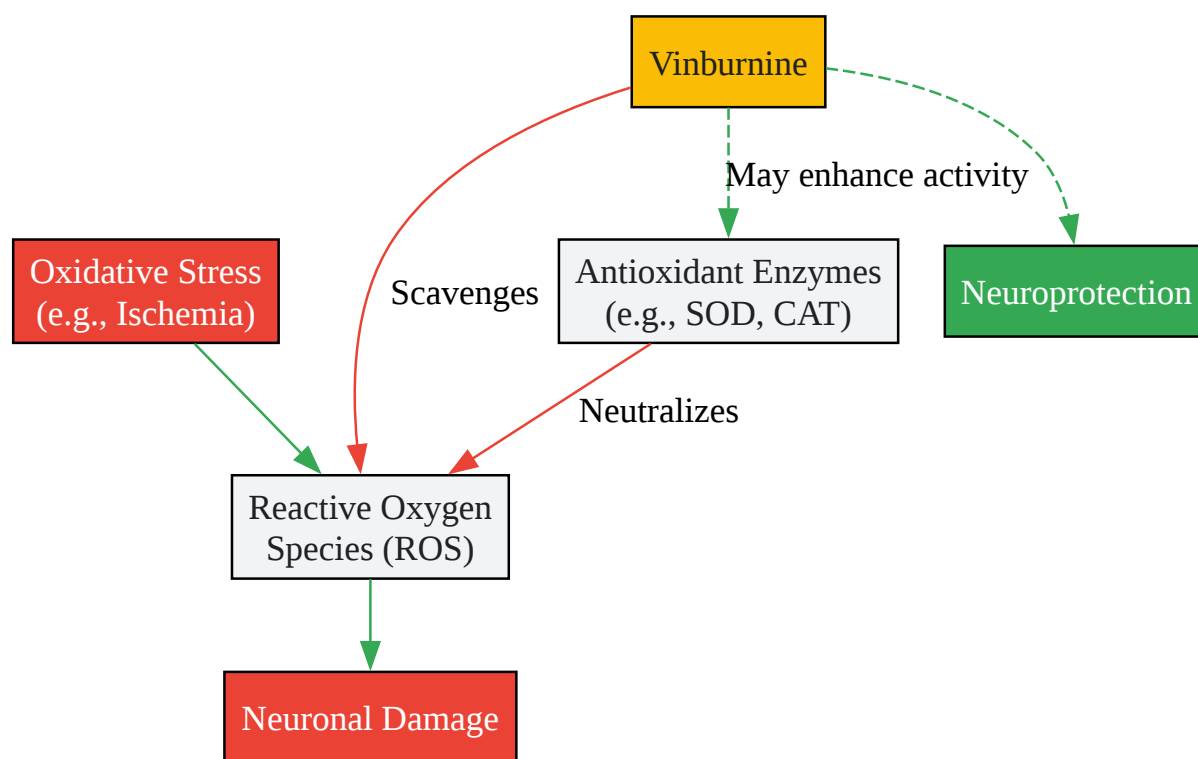 Vinburnine
May enhance activity
Oxidative Stress
(e.g., Ischemia)
Scavenges
Antioxidant Enzymes
(e.g., SOD, CAT)
Neuroprotection
Neutralizes
Reactive Oxygen
Species (ROS)
Neuronal Damage